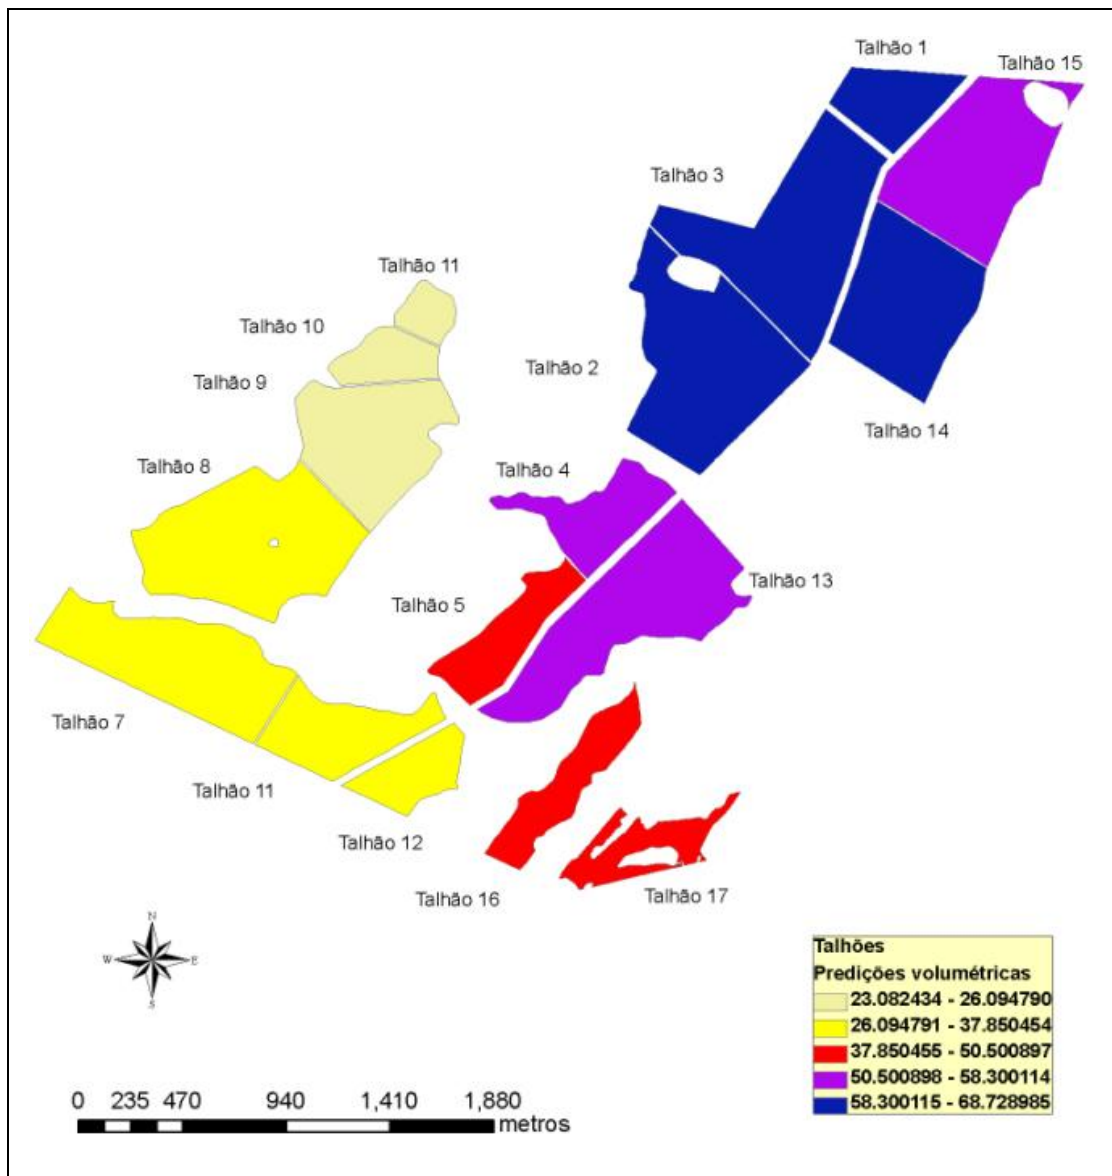 Talhão 1
Talhão 15
Talhão 3
Talhão 11
Talhão 10
Talhão 9
Talhão 2
Talhão 14
Talhão 8
Talhão 4
Talhão 13
Talhão 5
Talhão 7
Talhão 11
Talhão 12
Talhão 16
Talhão 17
N
W E
S
Talhões
Predições volumétricas
23.082434 - 26.094790
26.094791 - 37.850454
37.850455 - 50.500897
50.500898 - 58.300114
58.300115 - 68.728985
0 235 470 940 1,410 1,880
metros